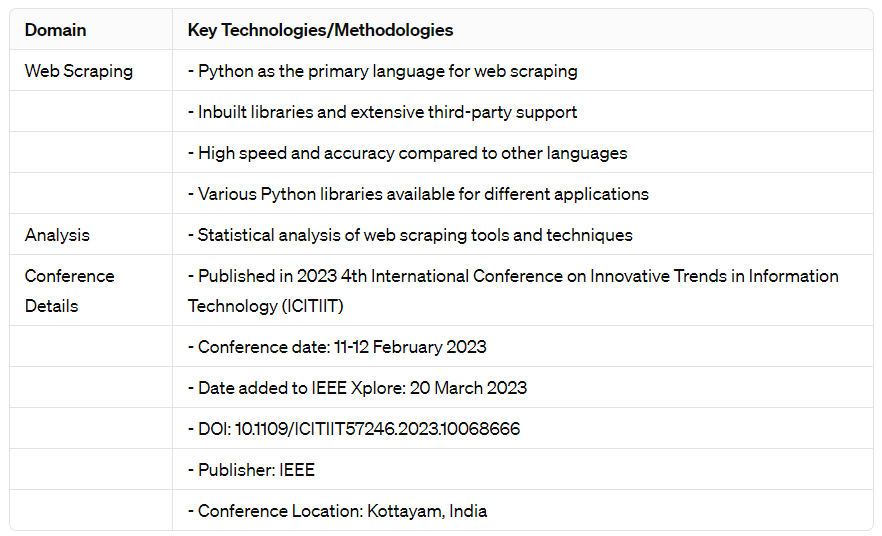 Domain Key Technologies/Methodologies
Web Scraping - Python as the primary language for web scraping
- Inbuilt libraries and extensive third-party support
- High speed and accuracy compared to other languages
- Various Python libraries available for different applications
Analysis - Statistical analysis of web scraping tools and techniques
Conference Details - Published in 2023 4th International Conference on Innovative Trends in Information
Technology (ICITIIT)
- Conference date: 11-12 February 2023
- Date added to IEEE Xplore: 20 March 2023
- DOI: 10.1109/ICITIIT57246.2023.10068666
- Publisher: IEEE
- Conference Location: Kottayam, India